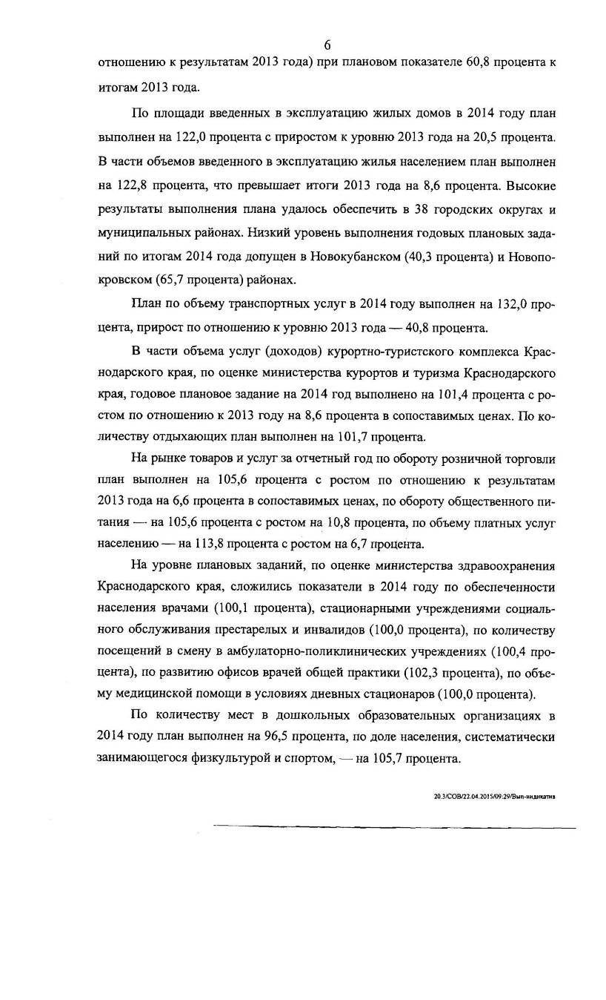 6
отношению к результатам 2013 года) при плановом показателе 60,8 процента к
итогам 2013 года.
По площади введенных в эксплуатацию жилых домов в 2014 году план
выполнен на 122,0 процента с приростом к уровню 2013 года на 20,5 процента.
В части объемов введенного в эксплуатацию жилья населением план выполнен
на 122,8 процента, что превышает итоги 2013 года на 8,6 процента. Высокие
результаты выполнения плана удалось обеспечить в 38 городских округах и
муниципальных районах. Низкий уровень выполнения годовых плановых зада-
ний по итогам 2014 года допущен в Новокубанском (40,3 процента) и Новопо-
кровском (65,7 процента) районах.
План по объему транспортных услуг в 2014 году выполнен на 132,0 про-
цента, прирост по отношению к уровню 2013 года — 40,8 процента.
В части объема услуг (доходов) курортно-туристского комплекса Крас-
нодарского края, по оценке министерства курортов и туризма Краснодарского
края, годовое плановое задание на 2014 год выполнено на 101,4 процента с ро-
стом по отношению к 2013 году на 8,6 процента в сопоставимых ценах. По ко-
личеству отдыхающих план выполнен на 101,7 процента.
На рынке товаров и услуг за отчетный год по обороту розничной торговли
план выполнен на 105,6 процента с ростом по отношению к результатам
2013 года на 6,6 процента в сопоставимых ценах, по обороту общественного пи-
тания — на 105,6 процента с ростом на 10,8 процента, по объему платных услуг
населению — на 113,8 процента с ростом на 6,7 процента.
На уровне плановых заданий, по оценке министерства здравоохранения
Краснодарского края, сложились показатели в 2014 году по обеспеченности
населения врачами (100,1 процента), стационарными учреждениями социаль-
ного обслуживания престарелых и инвалидов (100,0 процента), по количеству
посещений в смену в амбулаторно-поликлинических учреждениях (100,4 про-
цента), по развитию офисов врачей общей практики (102,3 процента), по объе-
му медицинской помощи в условиях дневных стационаров (100,0 процента).
По количеству мест в дошкольных образовательных организациях в
2014 году план выполнен на 96,5 процента, по доле населения, систематически
занимающегося физкультурой и спортом, — на 105,7 процента.
20.3/СОВ/22.04.2015/09:29/Вып-индикатив